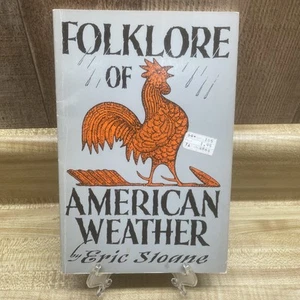 FOLKLORE
OF
AMERICAN
WEATHER
by Eric Sloane